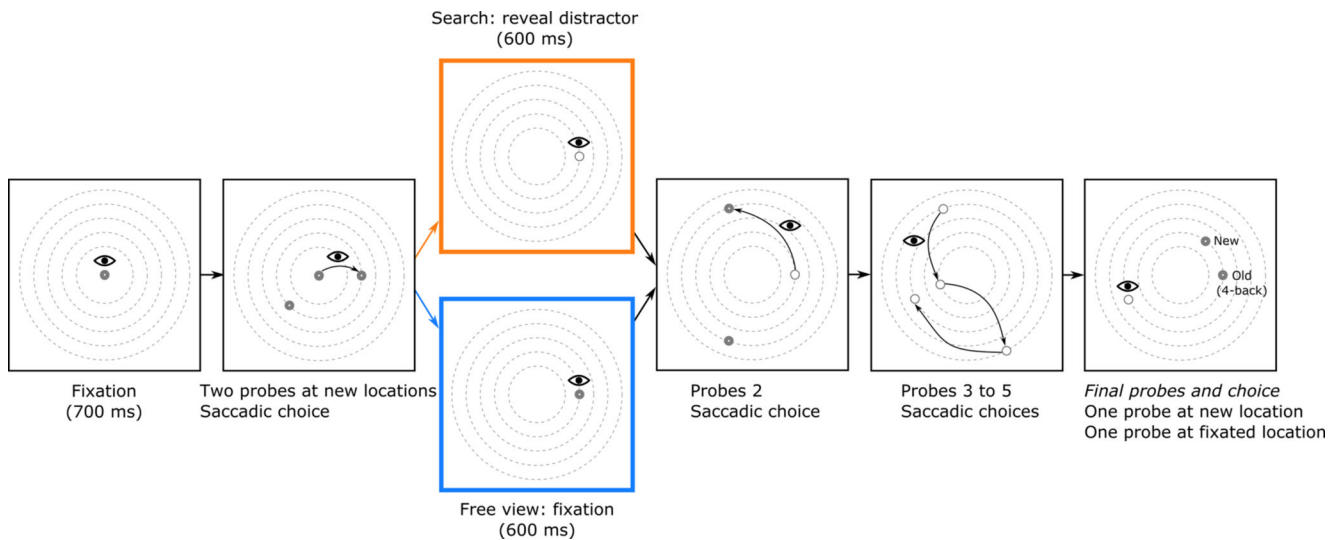 Search: reveal distractor
(600 ms)
Fixation
(700 ms)
Two probes at new locations
Saccadic choice
Free view: fixation
(600 ms)
Probes 2
Saccadic choice
Probes 3 to 5
Saccadic choices
New
Old
(4-back)
Final probes and choice
One probe at new location
One probe at fixated location